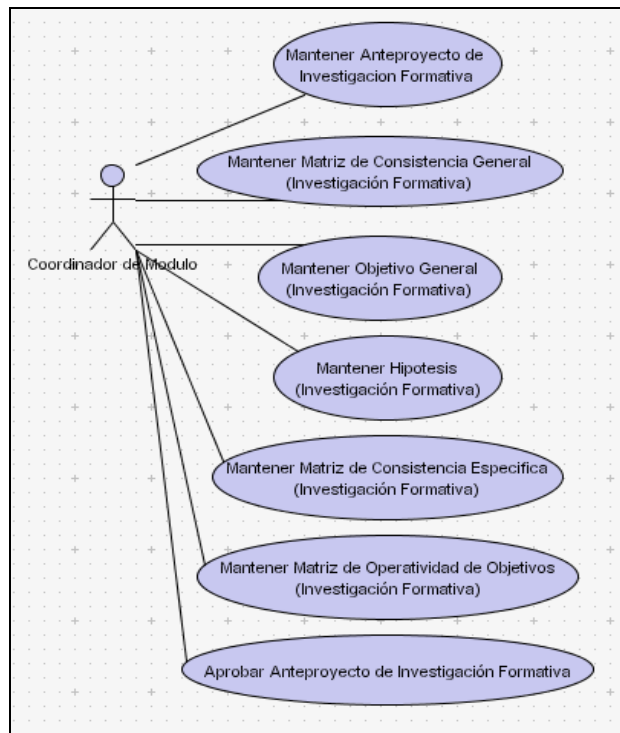 Mantener Anteproyecto de
Investigacion Formativa
Mantener Matriz de Consistencia General
(Investigación Formativa)
Coordinador de Modulo
Mantener Objetivo General
(Investigación Formativa)
Mantener Hipotesis
(Investigación Formativa)
Mantener Matriz de Consistencia Especifica
(Investigación Formativa)
Mantener Matriz de Operatividad de Objetivos
(Investigación Formativa)
Aprobar Anteproyecto de Investigación Formativa